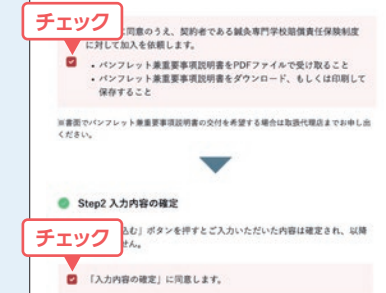 チェック
に同意のうえ、契約者である鍼灸専門学校賠償責任保険制度
に対して加入を依頼します。
・パンフレット兼重要事項説明書をPDFファイルで受け取ること
・パンフレット兼重要事項説明書をダウンロード、もしくは印刷して
保存すること
※書面でパンフレット兼重要事項説明書の交付を希望する場合は取扱代理店までお申し出
ください。
Step2 入力内容の確定
チェック
込む」ボタンを押すとご入力いただいた内容は確定され、以降
せん。
「入力内容の確定」に同意します。